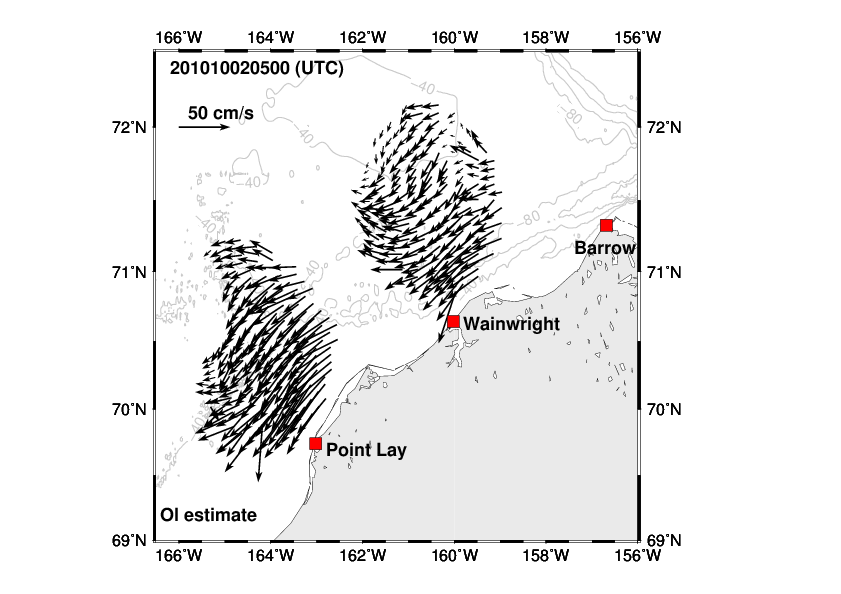 166˚W 164˚W 162˚W 160˚W 158˚W 156˚W
201010020500 (UTC)
−40
−80
50 cm/s
72˚N 72˚N
−40
−40
−80
−40
Barrow
71˚N 71˚N
−40
Wainwright
70˚N 70˚N
−40
Point Lay
OI estimate
69˚N 69˚N
166˚W 164˚W 162˚W 160˚W 158˚W 156˚W